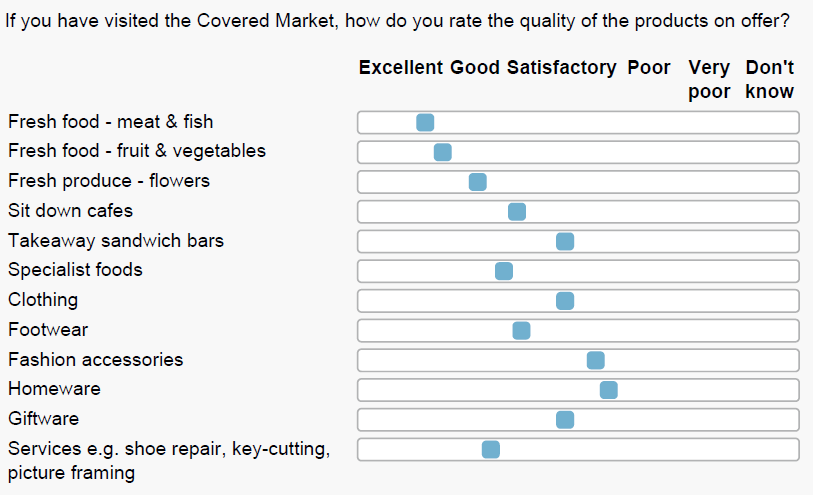 If you have visited the Covered Market, how do you rate the quality of the products on offer?
Excellent Good Satisfactory Poor Very poor Don't know
Fresh food - meat & fish
Fresh food - fruit & vegetables
Fresh produce - flowers
Sit down cafes
Takeaway sandwich bars
Specialist foods
Clothing
Footwear
Fashion accessories
Homeware
Giftware
Services e.g. shoe repair, key-cutting,
picture framing